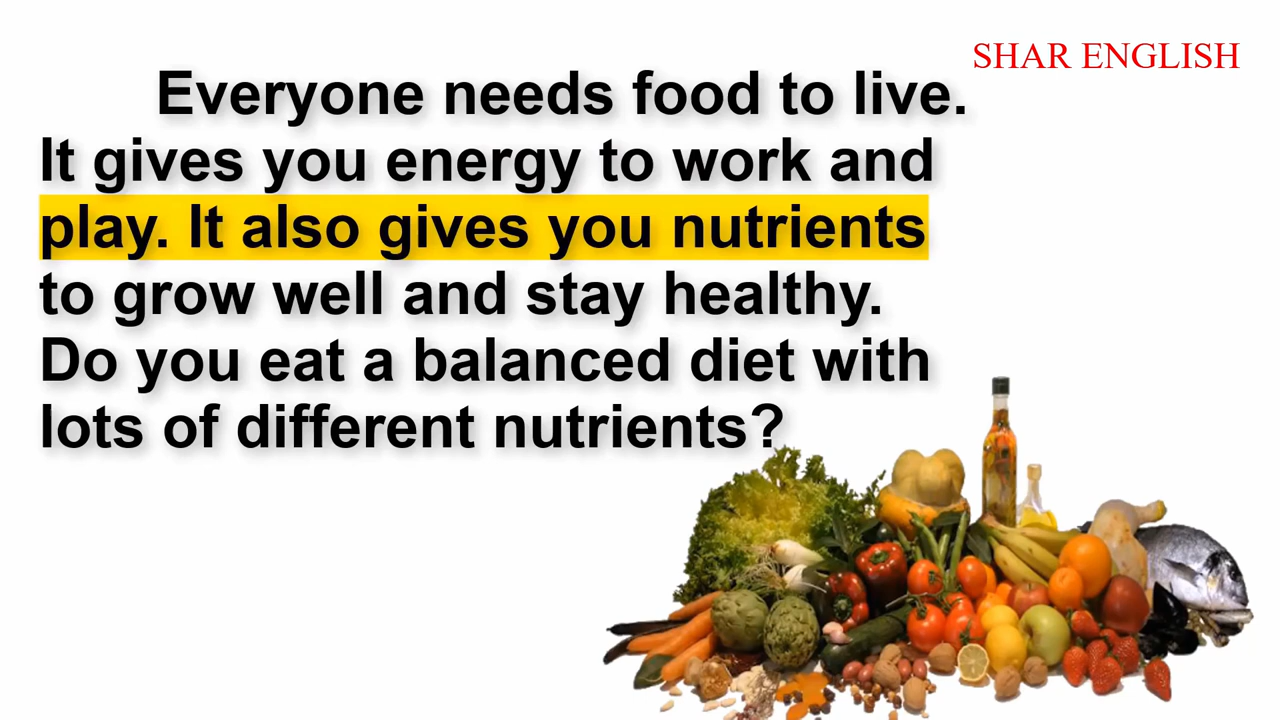 SHAR ENGLISH
Everyone needs food to live.
It gives you energy to work and
play. It also gives you nutrients
to grow well and stay healthy.
Do you eat a balanced diet with
lots of different nutrients?